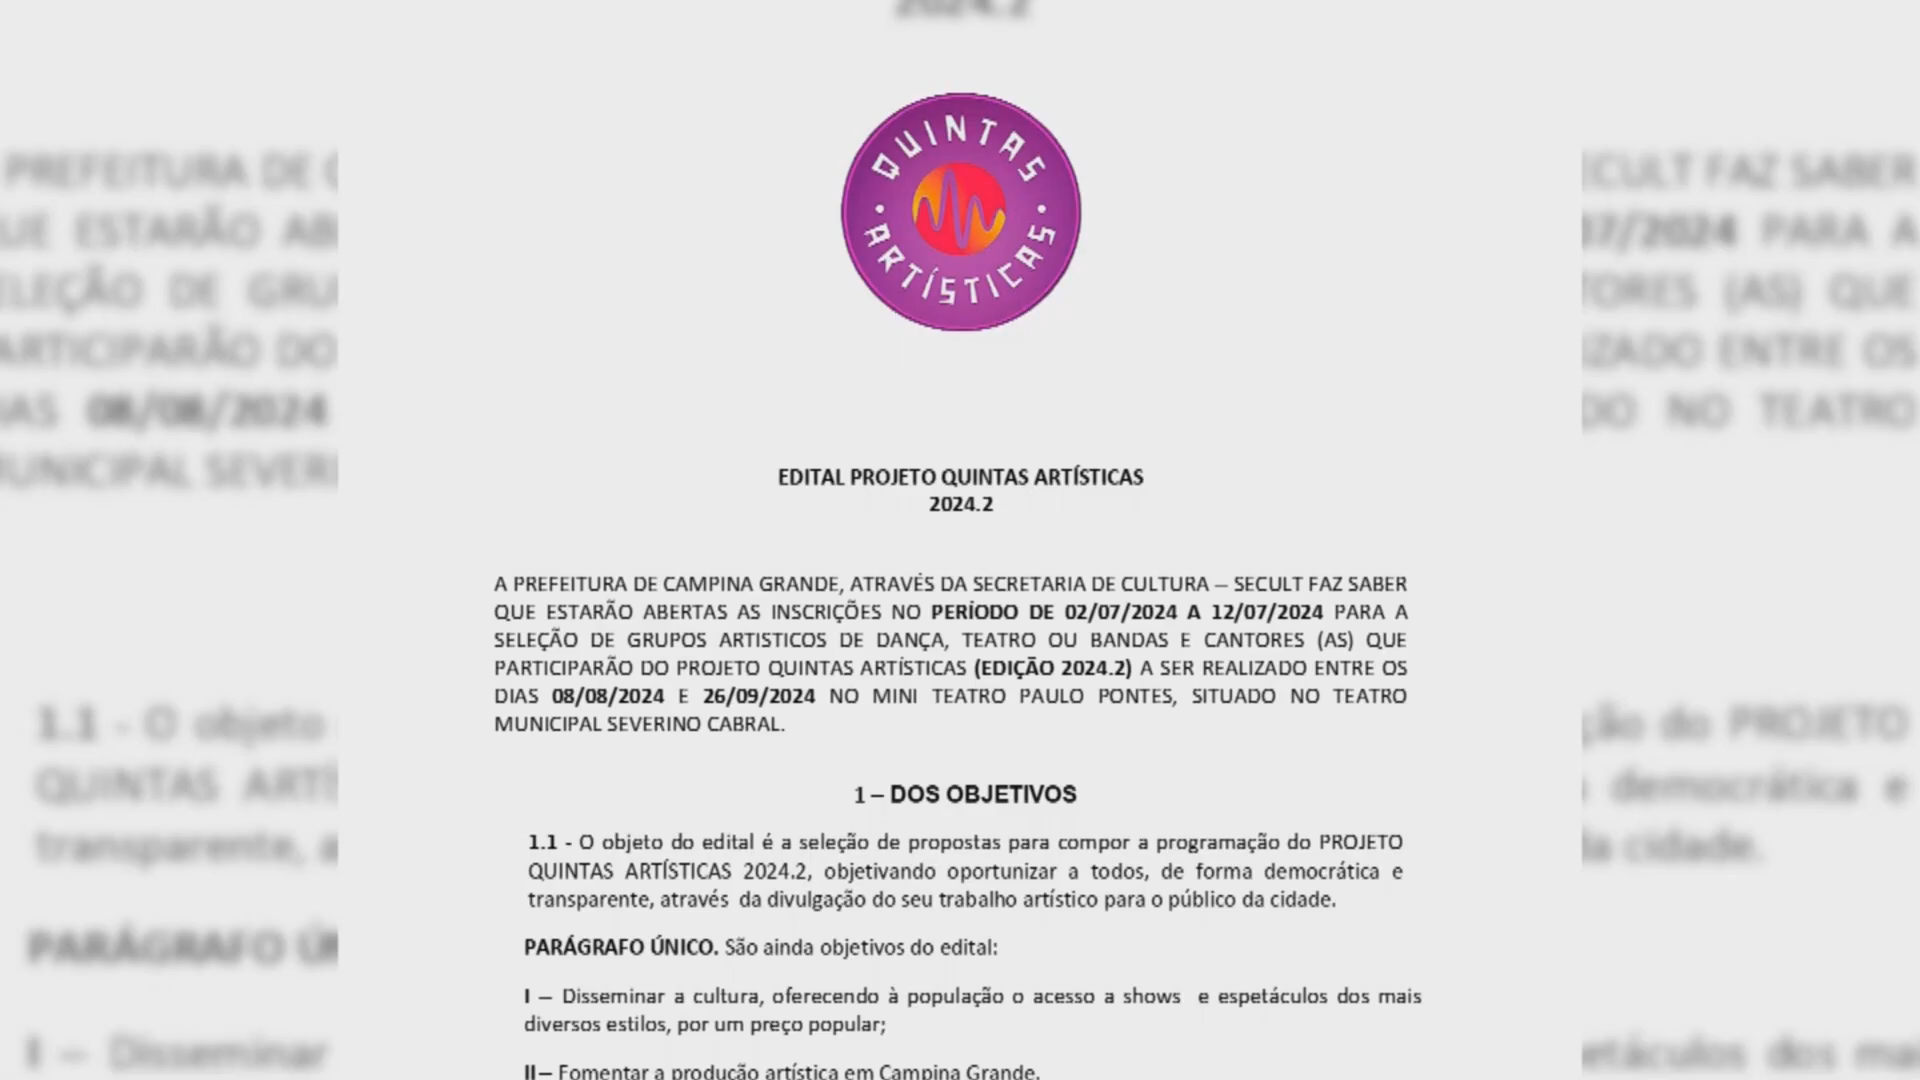 2024.2
QUINTAS
ARTÍSTICAS
EDITAL PROJETO QUINTAS ARTÍSTICAS
2024.2
A PREFEITURA DE CAMPINA GRANDE, ATRAVÉS DA SECRETARIA DE CULTURA – SECULT FAZ SABER
QUE ESTARÃO ABERTAS AS INSCRIÇÕES NO PERÍODO DE 02/07/2024 A 12/07/2024 PARA A
SELEÇÃO DE GRUPOS ARTISTICOS DE DANÇA, TEATRO OU BANDAS E CANTORES (AS) QUE
PARTICIPARÃO DO PROJETO QUINTAS ARTÍSTICAS (EDIÇÃO 2024.2) A SER REALIZADO ENTRE OS
DIAS 08/08/2024 E 26/09/2024 NO MINI TEATRO PAULO PONTES, SITUADO NO TEATRO
MUNICIPAL SEVERINO CABRAL.
1 – DOS OBJETIVOS
1.1 - O objeto do edital é a seleção de propostas para compor a programação do PROJETO
QUINTAS ARTÍSTICAS 2024.2, objetivando oportunizar a todos, de forma democrática e
transparente, através da divulgação do seu trabalho artístico para o público da cidade.
PARÁGRAFO ÚNICO. São ainda objetivos do edital:
I – Disseminar a cultura, oferecendo à população o acesso a shows e espetáculos dos mais
diversos estilos, por um preço popular;
II – Fomentar a produção artística em Campina Grande.